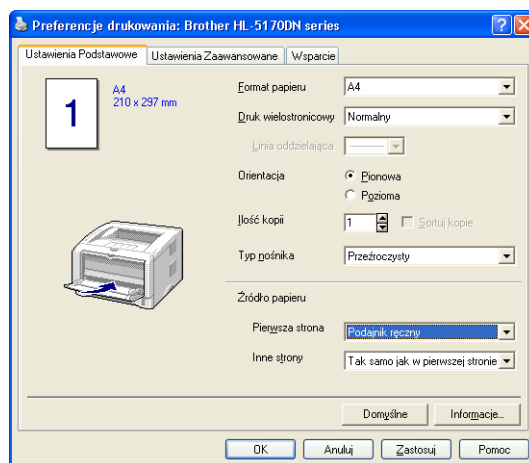 Preferencje drukowania: Brother HL-5170DN series
Ustawienia Podstawowe
Ustawienia Zaawansowane
Wsparcie
1
A4
210 x 297 mm
Format papieru
A4
Druk wielostronicowy
Normalny
Linia oddzielająca
Orientacja
Pionowa
Pozioma
Ilość kopii
1
Sortuj kopie
Typ nośnika
Przeźroczysty
Źródło papieru
Pierwsza strona
Podajnik ręczny
Inne strony
Tak samo jak w pierwszej stronie
Domyślne
Informacje...
OK
Anuluj
Zastosuj
Pomoc